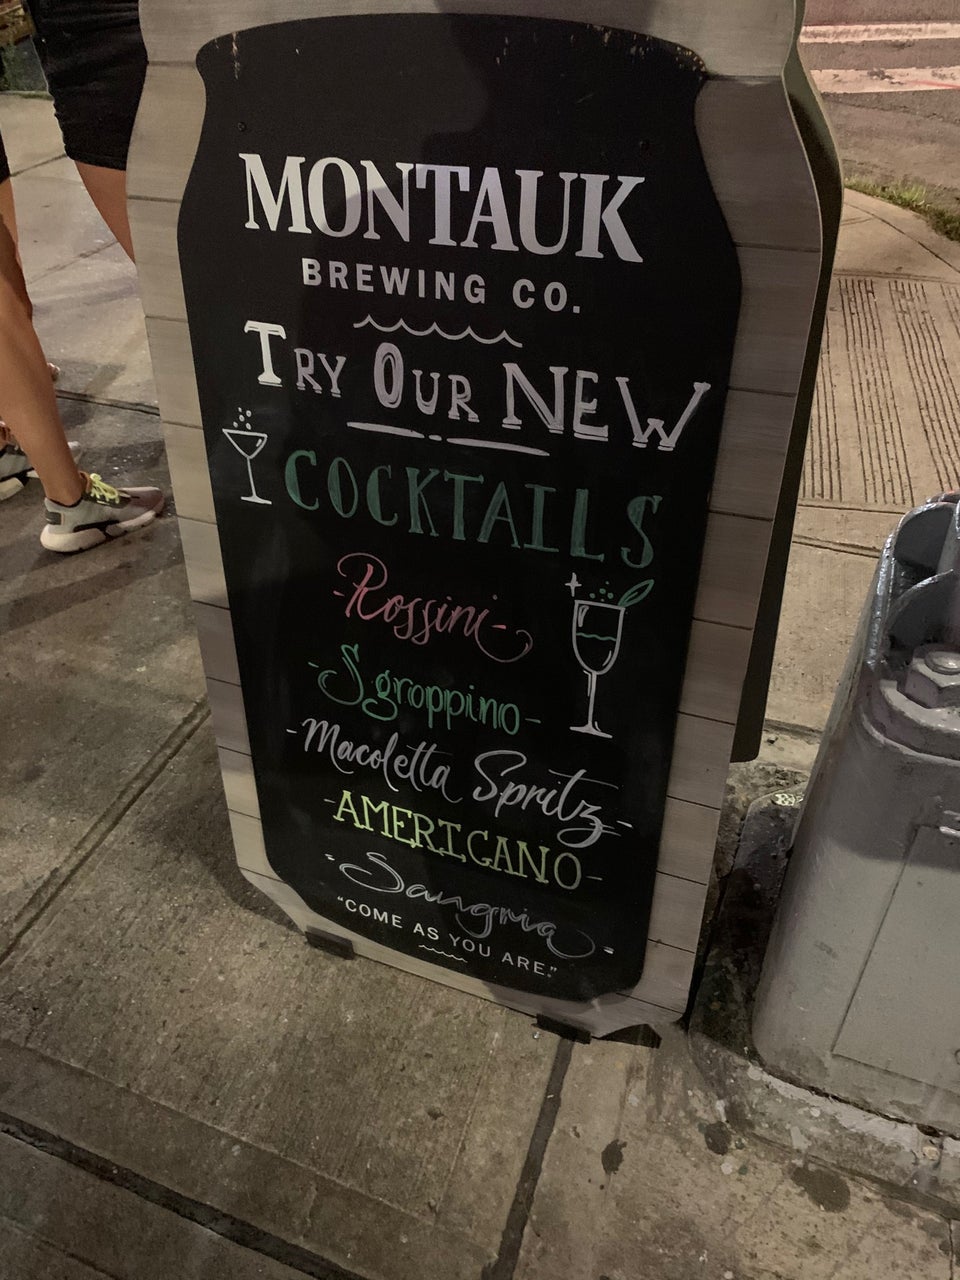 MONTAUK
BREWING CO.
TRY OUR NEW
COCKTAILS
-Rossini-
-Sgroppino-
-Macoletta Spritz-
-AMERICANO-
-Sangria-
"COME AS YOU ARE."